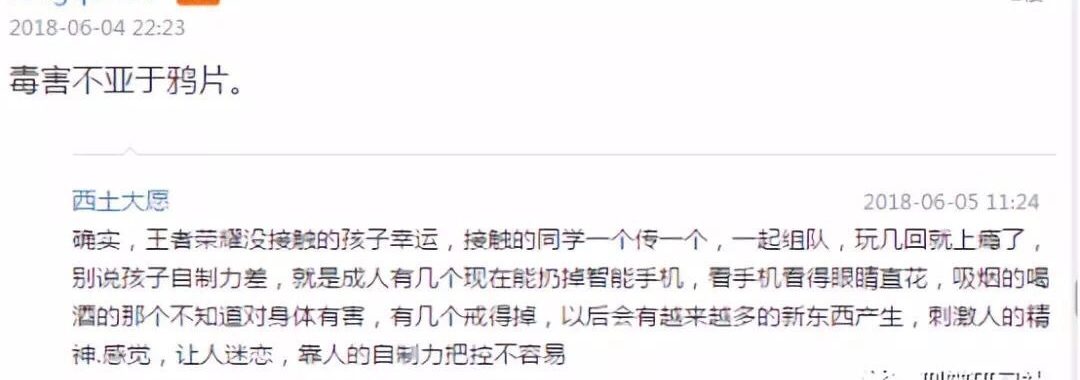 2018-06-04 22:23
毒害不亚于鸦片。
西土大愿
2018-06-05 11:24
确实，王者荣耀没接触的孩子幸运，接触的同学一个传一个，一起组队，玩几回就上瘾了，
别说孩子自制力差，就是成人有几个现在能扔掉智能手机，看手机看得眼睛直花，吸烟的喝
酒的那个不知道对身体有害，有几个戒得掉，以后会有越来越多的新东西产生，刺激人的精
神.感觉，让人迷恋，靠人的自制力把控不容易